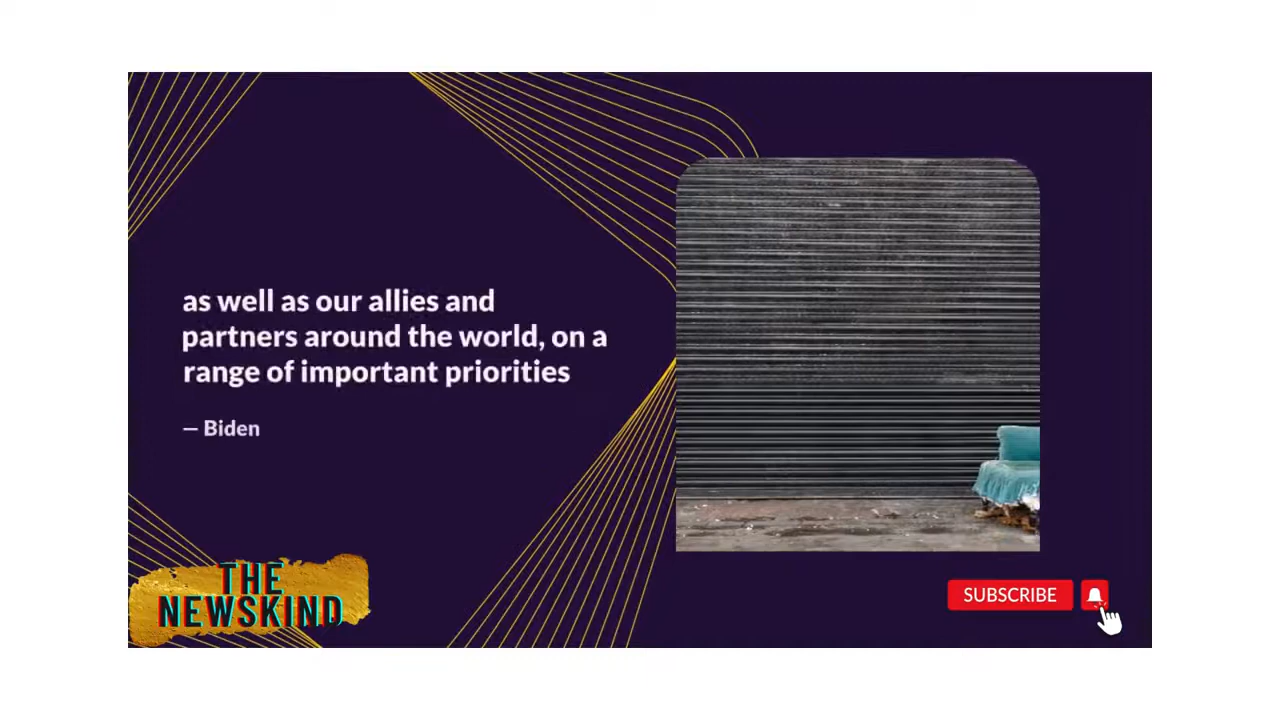 as well as our allies and
partners around the world, on a
range of important priorities
— Biden
THE
NEWSKIND
SUBSCRIBE